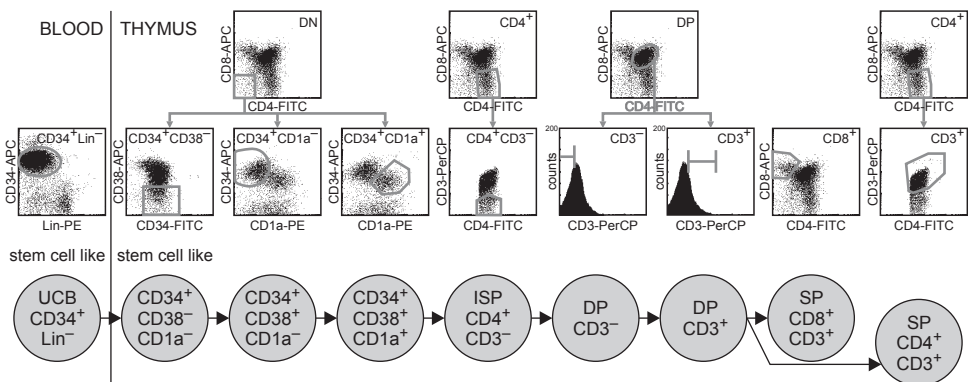 BLOOD
THYMUS
DN
CD8-APC
CD4-FITC
CD4⁺
CD8-APC
CD4-FITC
DP
CD8-APC
CD4-FITC
CD4⁺
CD8-APC
CD4-FITC
CD34⁺Lin⁻
CD34-APC
Lin-PE
CD34⁺CD38⁻
CD38-APC
CD34-FITC
CD34⁺CD1a⁻
CD34-APC
CD1a-PE
CD34⁺CD1a⁺
CD34-APC
CD1a-PE
CD4⁺CD3⁻
CD3-PerCP
CD4-FITC
200
CD3⁻
counts
CD3-PerCP
200
CD3⁺
counts
CD3-PerCP
CD8⁺
CD8-APC
CD4-FITC
CD3⁺
CD3-PerCP
CD4-FITC
stem cell like
stem cell like
UCB
CD34⁺
Lin⁻
CD34⁺
CD38⁻
CD1a⁻
CD34⁺
CD38⁺
CD1a⁻
CD34⁺
CD38⁺
CD1a⁺
ISP
CD4⁺
CD3⁻
DP
CD3⁻
DP
CD3⁺
SP
CD8⁺
CD3⁺
SP
CD4⁺
CD3⁺